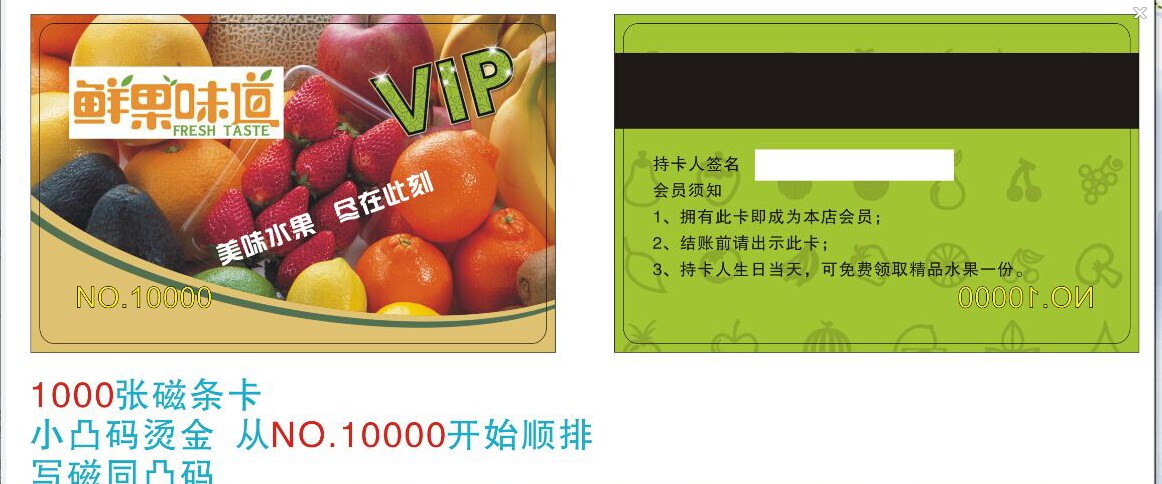 鲜果味道
FRESH TASTE
VIP
美味水果 尽在此刻
NO.10000
持卡人签名
会员须知
1、拥有此卡即成为本店会员；
2、结账前请出示此卡；
3、持卡人生日当天，可免费领取精品水果一份。
NO.10000
1000张磁条卡
小凸码烫金 从NO.10000开始顺排
写磁同凸码